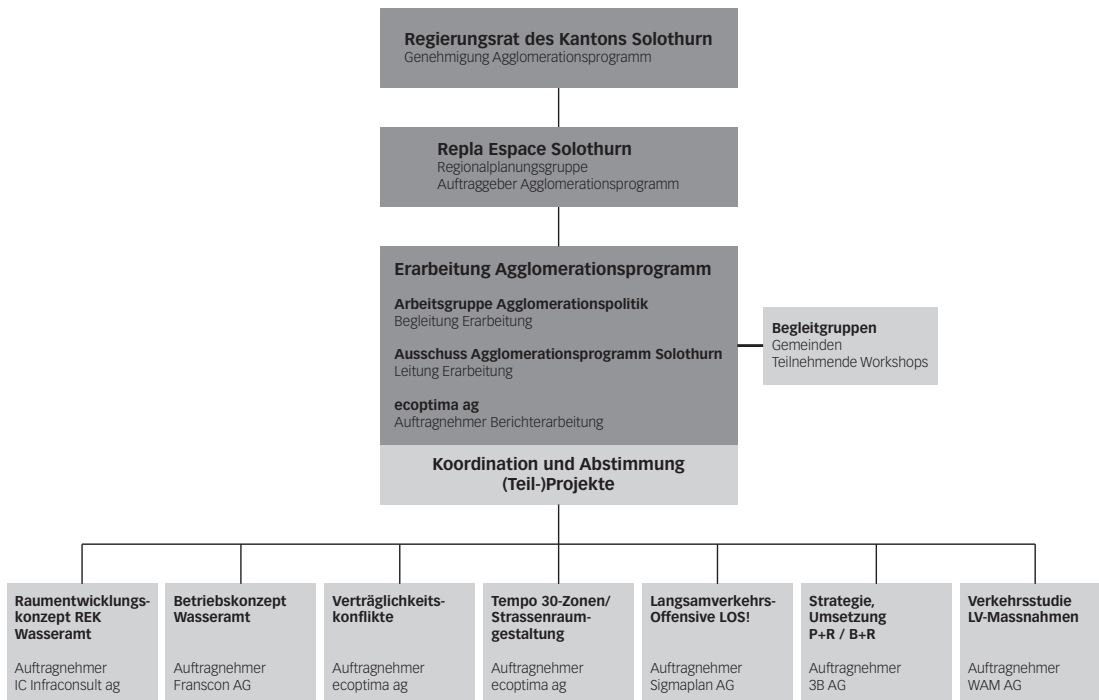 Regierungsrat des Kantons Solothurn
Genehmigung Agglomerationsprogramm
Repla Espace Solothurn
Regionalplanungsgruppe
Auftraggeber Agglomerationsprogramm
Erarbeitung Agglomerationsprogramm
Arbeitsgruppe Agglomerationspolitik
Begleitung Erarbeitung
Ausschuss Agglomerationsprogramm Solothurn
Leitung Erarbeitung
ecoptima ag
Auftragnehmer Berichterarbeitung
Begleitgruppen
Gemeinden
Teilnehmende Workshops
Koordination und Abstimmung
(Teil-)Projekte
Raumentwicklungs-
konzept REK
Wasseramt
Auftragnehmer
IC Infraconsult ag
Betriebskonzept
Wasseramt
Auftragnehmer
Franscon AG
Verträglichkeits-
konflikte
Auftragnehmer
ecoptima ag
Tempo 30-Zonen/
Strassenraum-
gestaltung
Auftragnehmer
ecoptima ag
Langsamverkehrs-
Offensive LOS!
Auftragnehmer
Sigmaplan AG
Strategie,
Umsetzung
P+R / B+R
Auftragnehmer
3B AG
Verkehrsstudie
LV-Massnahmen
Auftragnehmer
WAM AG